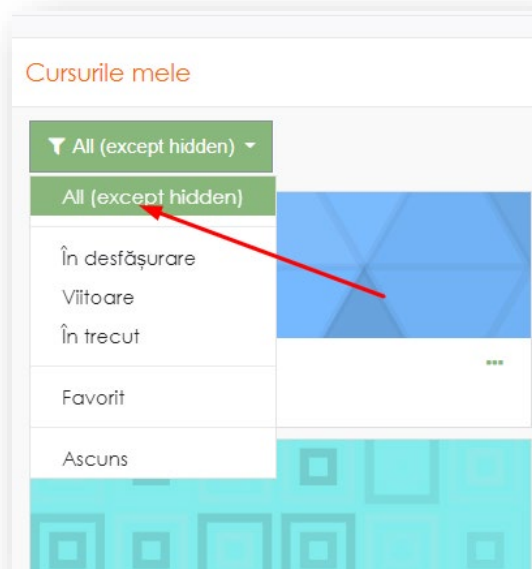 Cursurile mele
All (except hidden)
All (except hidden)
În desfășurare
Viitoare
În trecut
Favorit
Ascuns